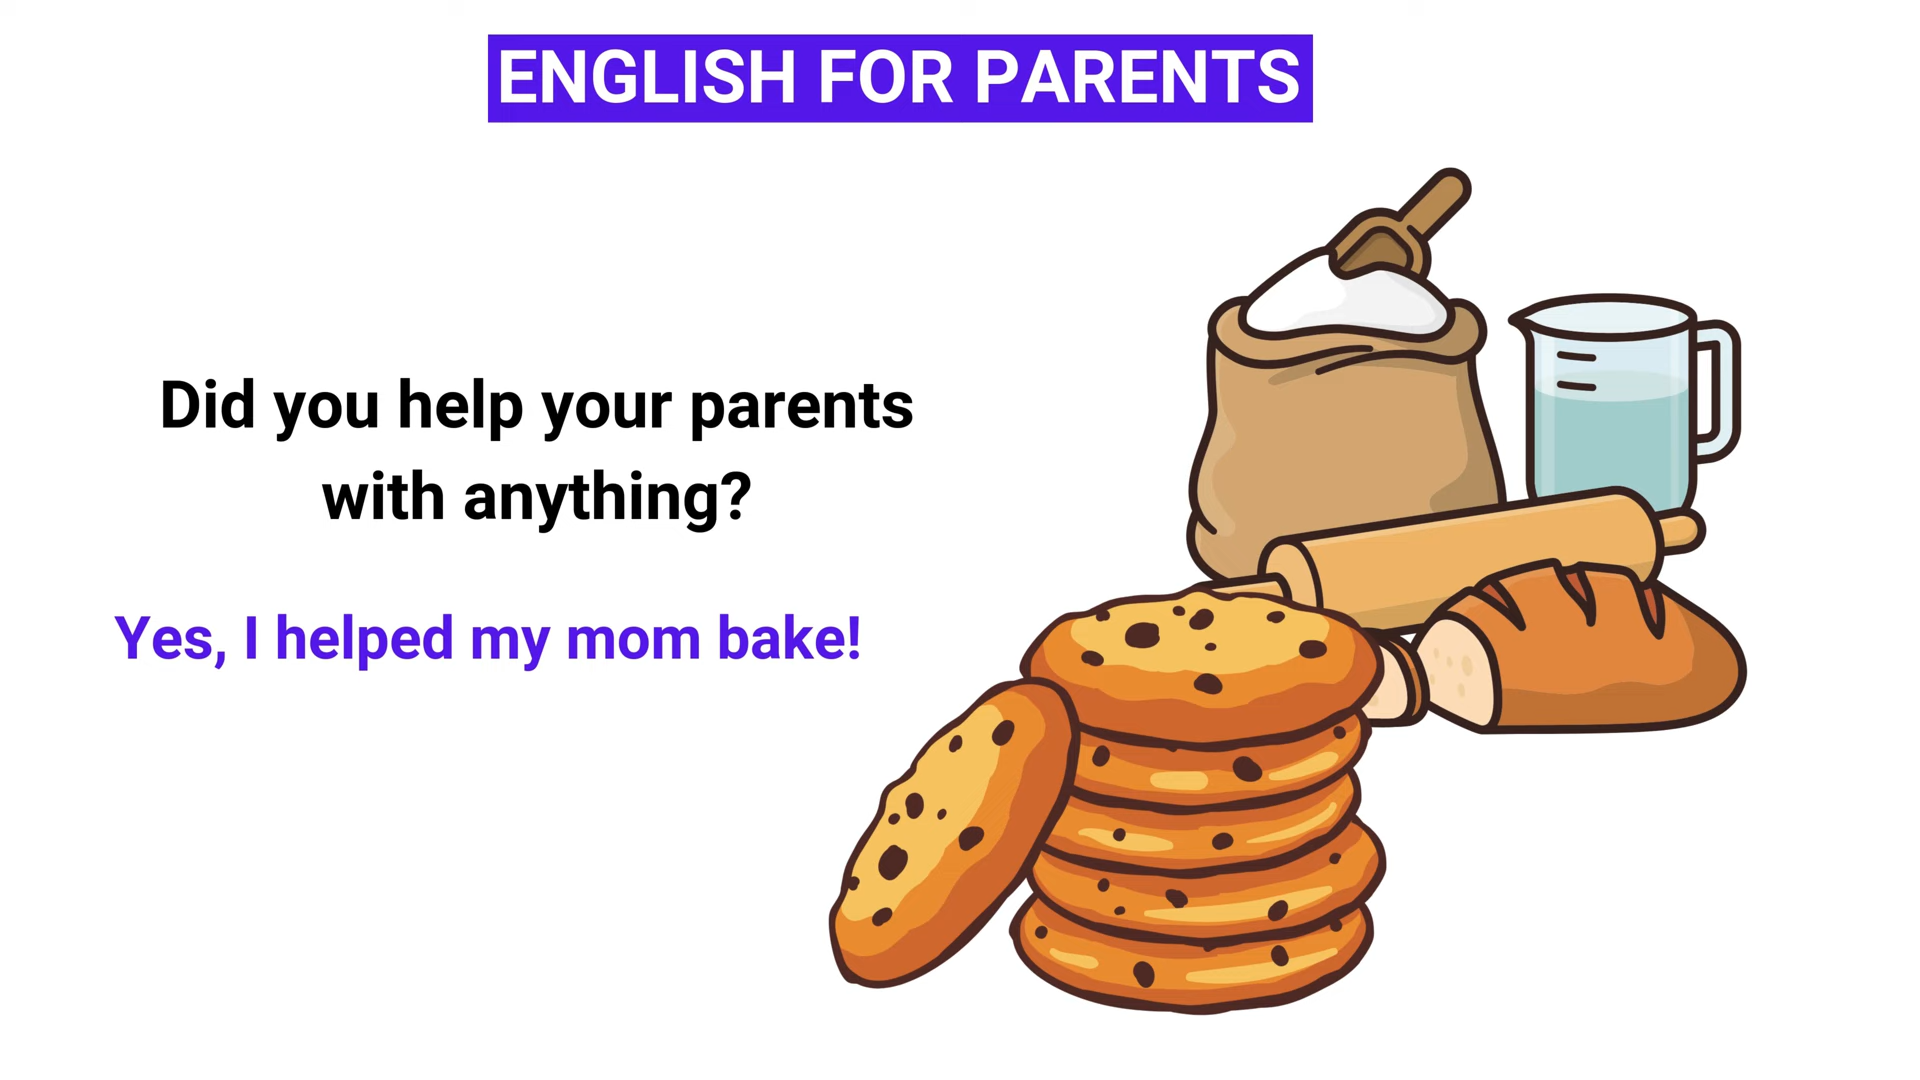 ENGLISH FOR PARENTS
Did you help your parents
with anything?
Yes, I helped my mom bake!